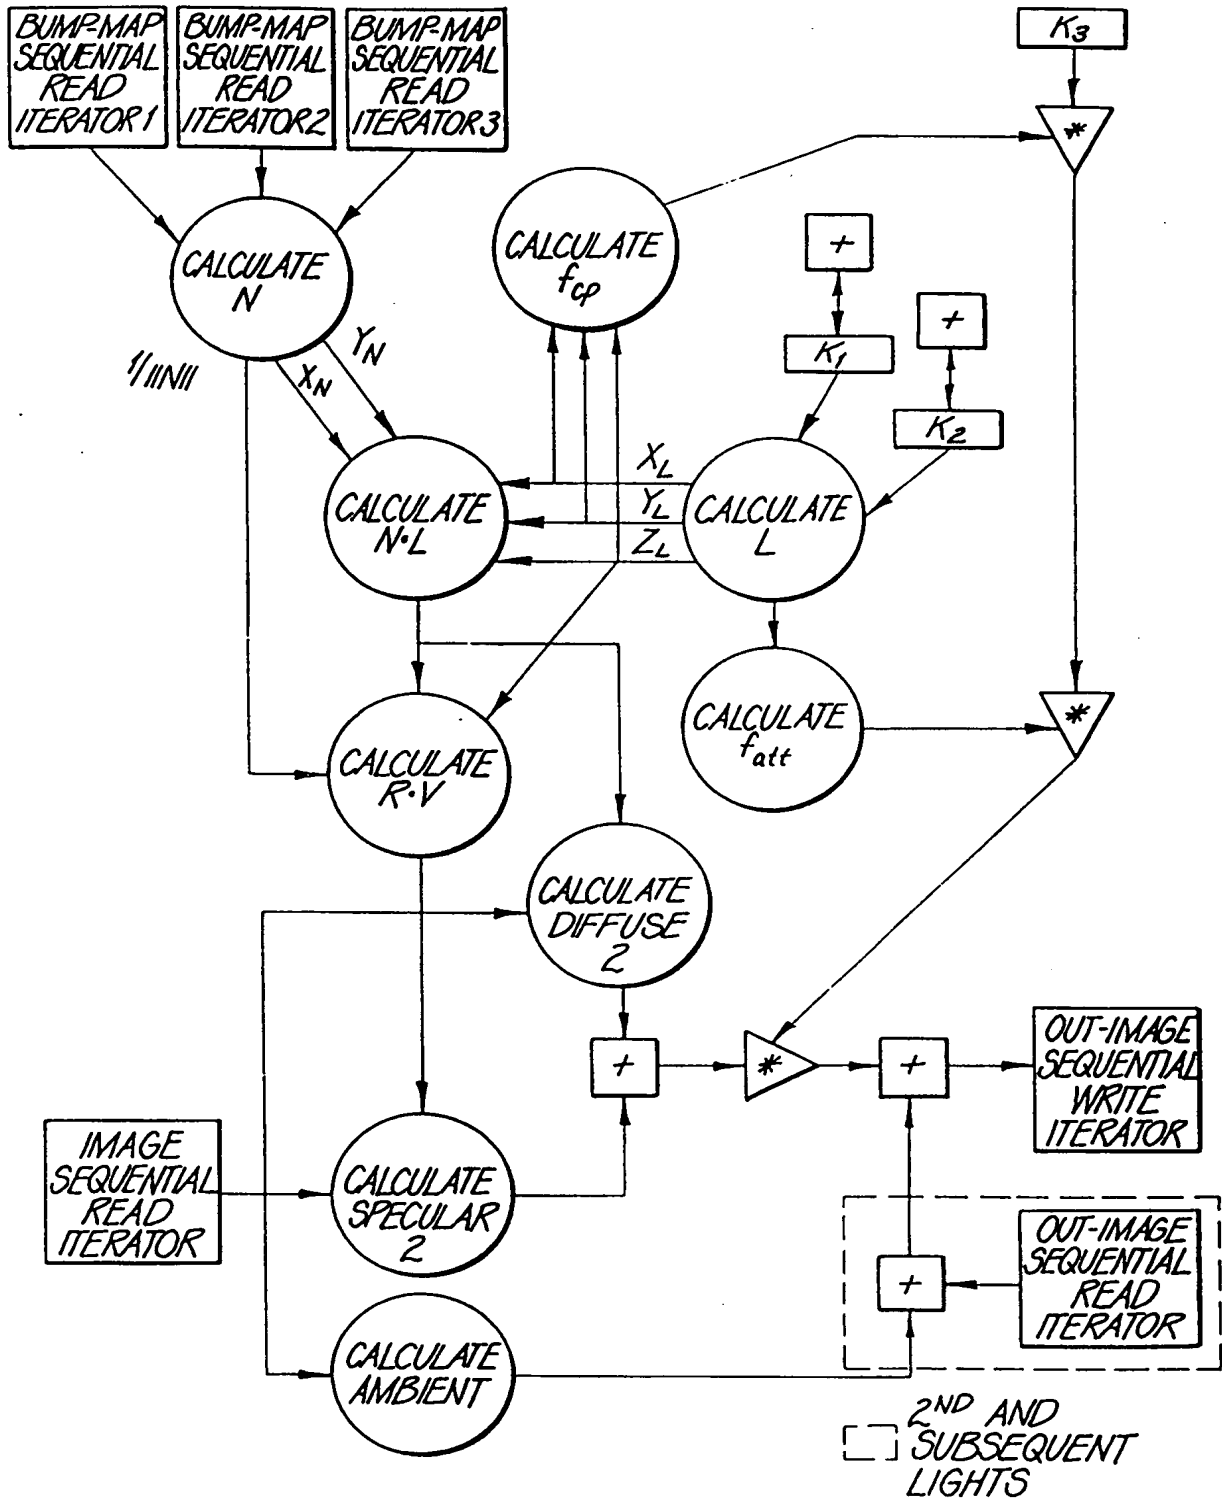 BUMP-MAP
SEQUENTIAL
READ
ITERATOR 1
BUMP-MAP
SEQUENTIAL
READ
ITERATOR 2
BUMP-MAP
SEQUENTIAL
READ
ITERATOR 3
K3
*
CALCULATE
N
CALCULATE
fcp
+
+
K1
K2
1/||N||
XN
YN
CALCULATE
N·L
XL
YL
ZL
CALCULATE
L
CALCULATE
R·V
CALCULATE
fatt
*
CALCULATE
DIFFUSE
2
+
*
+
OUT-IMAGE
SEQUENTIAL
WRITE
ITERATOR
IMAGE
SEQUENTIAL
READ
ITERATOR
CALCULATE
SPECULAR
2
+
OUT-IMAGE
SEQUENTIAL
READ
ITERATOR
CALCULATE
AMBIENT
2ND AND
SUBSEQUENT
LIGHTS